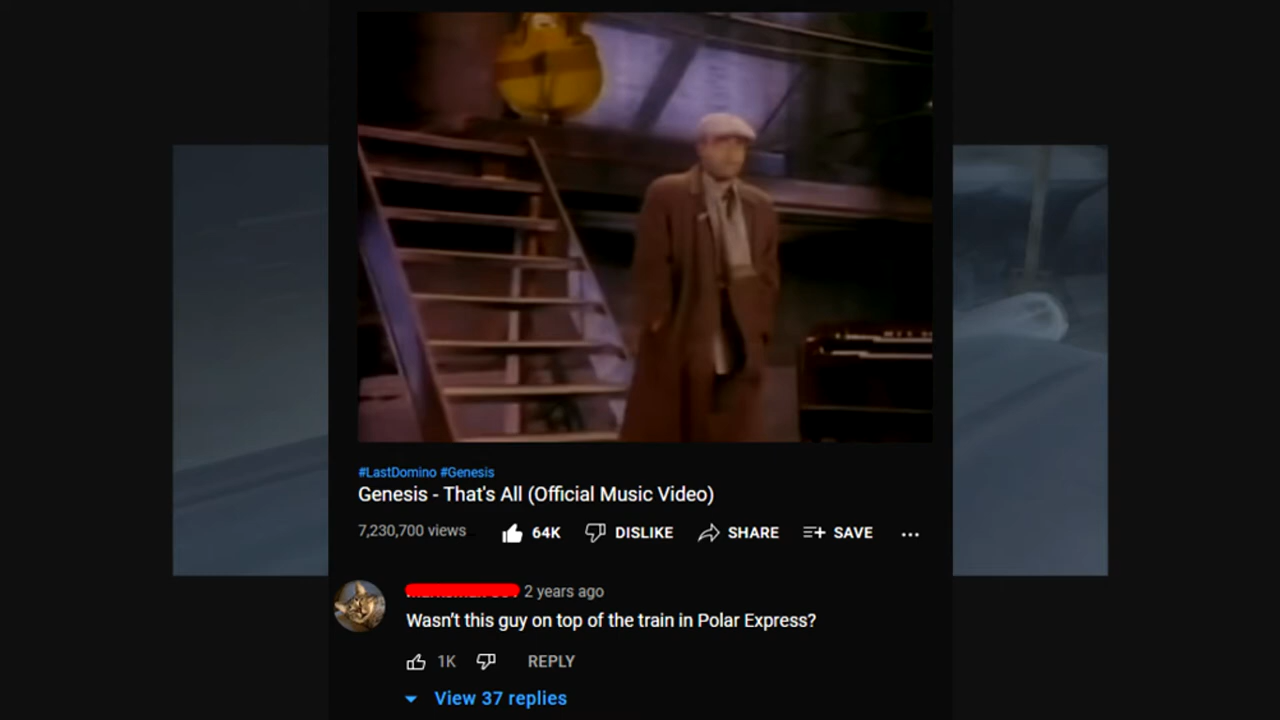 #LastDomino #Genesis
Genesis - That's All (Official Music Video)
7,230,700 views 64K DISLIKE SHARE SAVE ...
2 years ago
Wasn't this guy on top of the train in Polar Express?
1K REPLY
View 37 replies